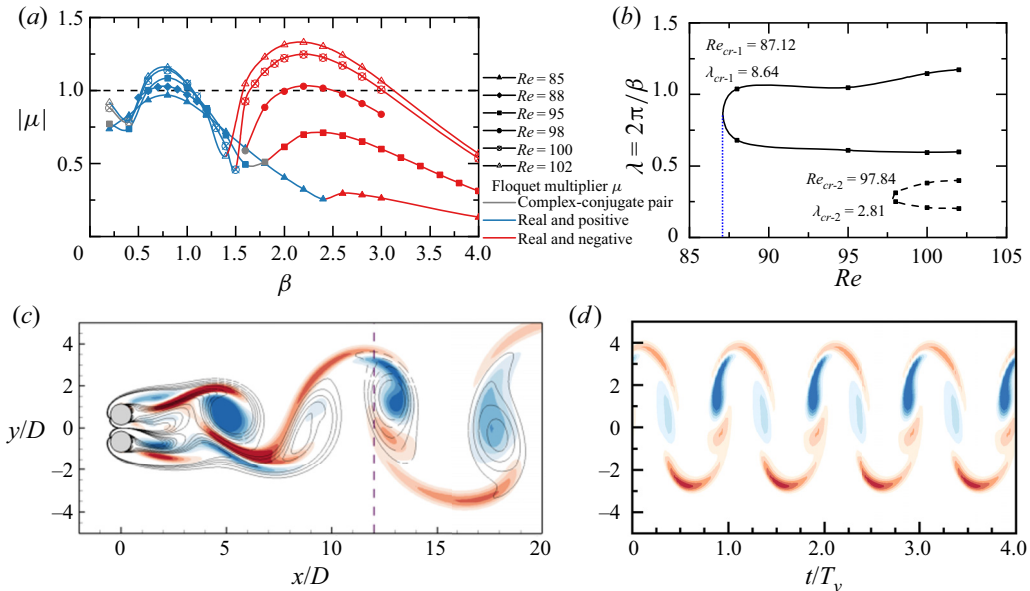 (a)
1.5
1.0
0.5
|μ|
0 0.5 1.0 1.5 2.0 2.5 3.0 3.5 4.0
β
Re = 85
Re = 88
Re = 95
Re = 98
Re = 100
Re = 102
Floquet multiplier μ
Complex-conjugate pair
Real and positive
Real and negative
(b)
1.5
1.0
0.5
0
λ = 2π/β
Re_cr-1 = 87.12
λ_cr-1 = 8.64
Re_cr-2 = 97.84
λ_cr-2 = 2.81
85 90 95 100 105
Re
(c)
4
2
0
−2
−4
y/D
0 5 10 15 20
x/D
(d)
4
2
0
−2
−4
0 1.0 2.0 3.0 4.0
t/T_v